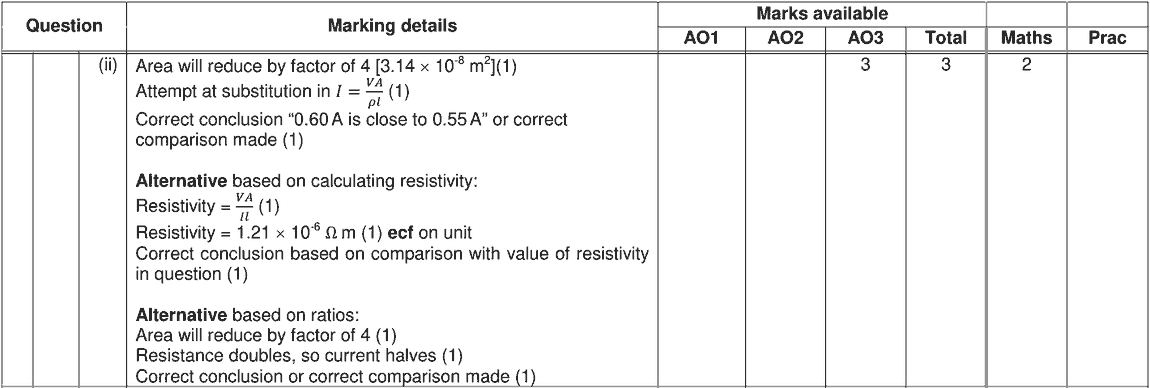 Question Marking details Marks available
AO1 AO2 AO3 Total Maths Prac
(ii) Area will reduce by factor of 4 [3.14 × 10⁻⁸ m²](1) 3 3 2
Attempt at substitution in I = VA/ρl (1)
Correct conclusion “0.60 A is close to 0.55 A” or correct
comparison made (1)
Alternative based on calculating resistivity:
Resistivity = VA/Il (1)
Resistivity = 1.21 × 10⁻⁶ Ω m (1) ecf on unit
Correct conclusion based on comparison with value of resistivity
in question (1)
Alternative based on ratios:
Area will reduce by factor of 4 (1)
Resistance doubles, so current halves (1)
Correct conclusion or correct comparison made (1)